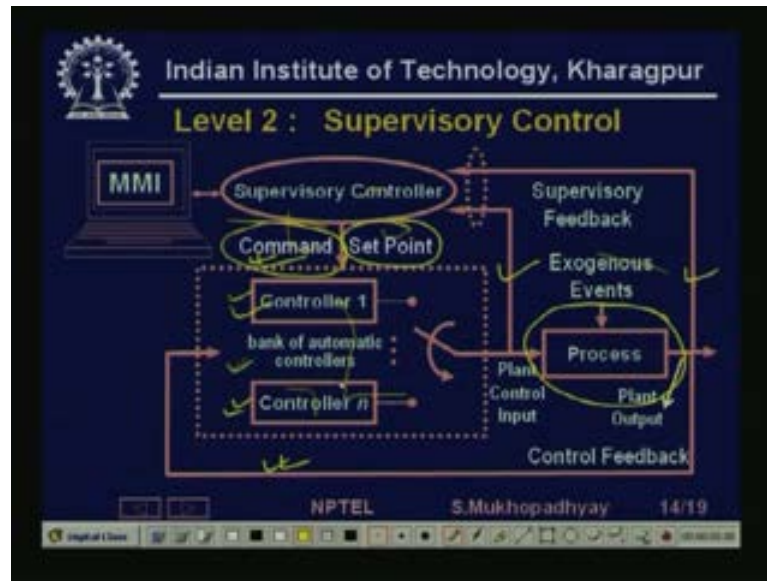 Indian Institute of Technology, Kharagpur
Level 2 : Supervisory Control
MMI
Supervisory Controller
Supervisory
Feedback
Command
Set Point
Exogenous
Events
Controller 1
bank of automatic
controllers
Process
Controller n
Plant
Control
Input
Plant
Output
Control Feedback
NPTEL
S.Mukhopadhyay
14/19